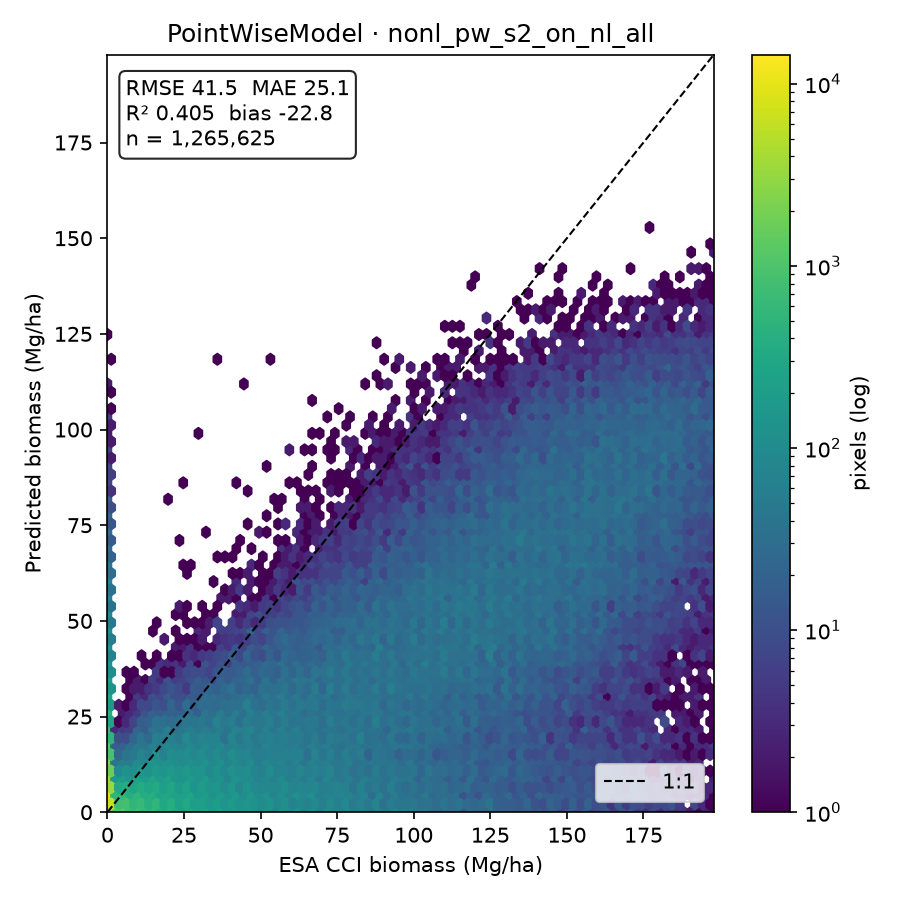 PointWiseModel · nonl_pw_s2_on_nl_all
RMSE 41.5 MAE 25.1
R² 0.405 bias -22.8
n = 1,265,625
175
150
125
100
75
50
25
0
Predicted biomass (Mg/ha)
0 25 50 75 100 125 150 175
ESA CCI biomass (Mg/ha)
1:1
10⁴
10³
10²
10¹
10⁰
pixels (log)